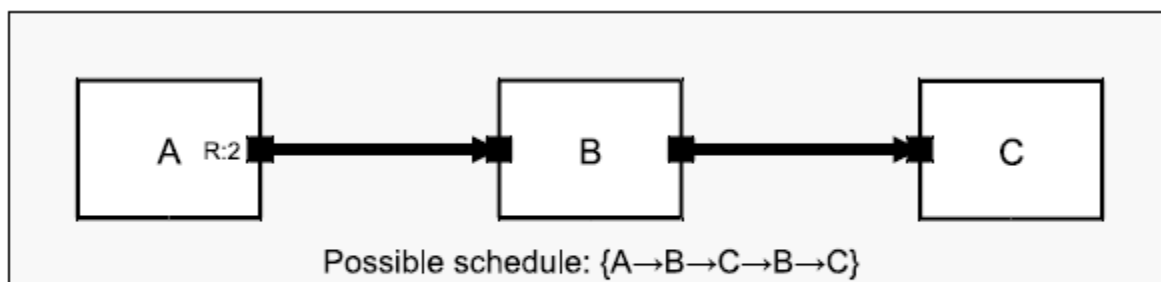 A R:2 B C
Possible schedule: {A→B→C→B→C}